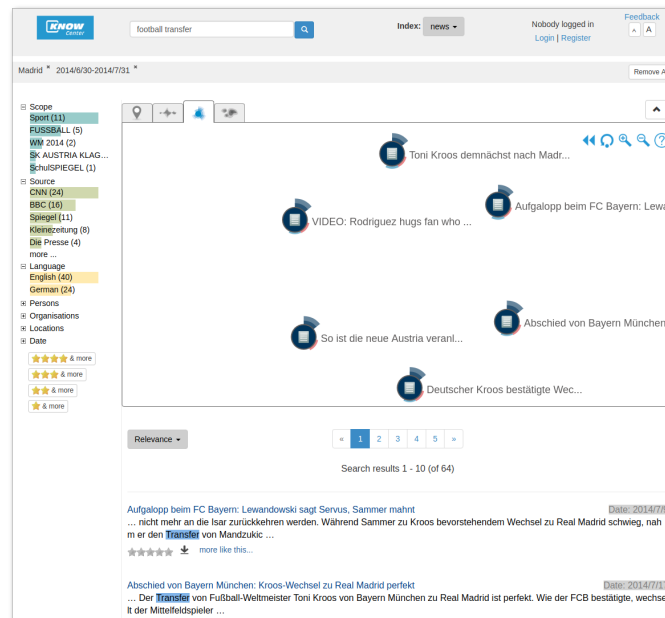 KNOW
Center
football transfer
Index: news
Nobody logged in
Login | Register
Feedback
A A
Madrid × 2014/6/30-2014/7/31 ×
Remove A
Scope
Sport (11)
FUSSBALL (5)
WM 2014 (2)
SK AUSTRIA KLAG...
SchulSPIEGEL (1)
Source
CNN (24)
BBC (16)
Spiegel (11)
Kleinezeitung (8)
Die Presse (4)
more ...
Language
English (40)
German (24)
Persons
Organisations
Locations
Date
& more
& more
& more
& more
Toni Kroos demnächst nach Madr...
Aufgalopp beim FC Bayern: Lewa
VIDEO: Rodriguez hugs fan who ...
Abschied von Bayern München
So ist die neue Austria veranl...
Deutscher Kroos bestätigte Wec...
Relevance
« 1 2 3 4 5 »
Search results 1 - 10 (of 64)
Aufgalopp beim FC Bayern: Lewandowski sagt Servus, Sammer mahnt
Date: 2014/7/
... nicht mehr an die Isar zurückkehren werden. Während Sammer zu Kroos bevorstehendem Wechsel zu Real Madrid schwieg, nah
m er den Transfer von Mandzukic ...
more like this...
Abschied von Bayern München: Kroos-Wechsel zu Real Madrid perfekt
Date: 2014/7/1
... Der Transfer von Fußball-Weltmeister Toni Kroos von Bayern München zu Real Madrid ist perfekt. Wie der FCB bestätigte, wechse
lt der Mittelfeldspieler ...